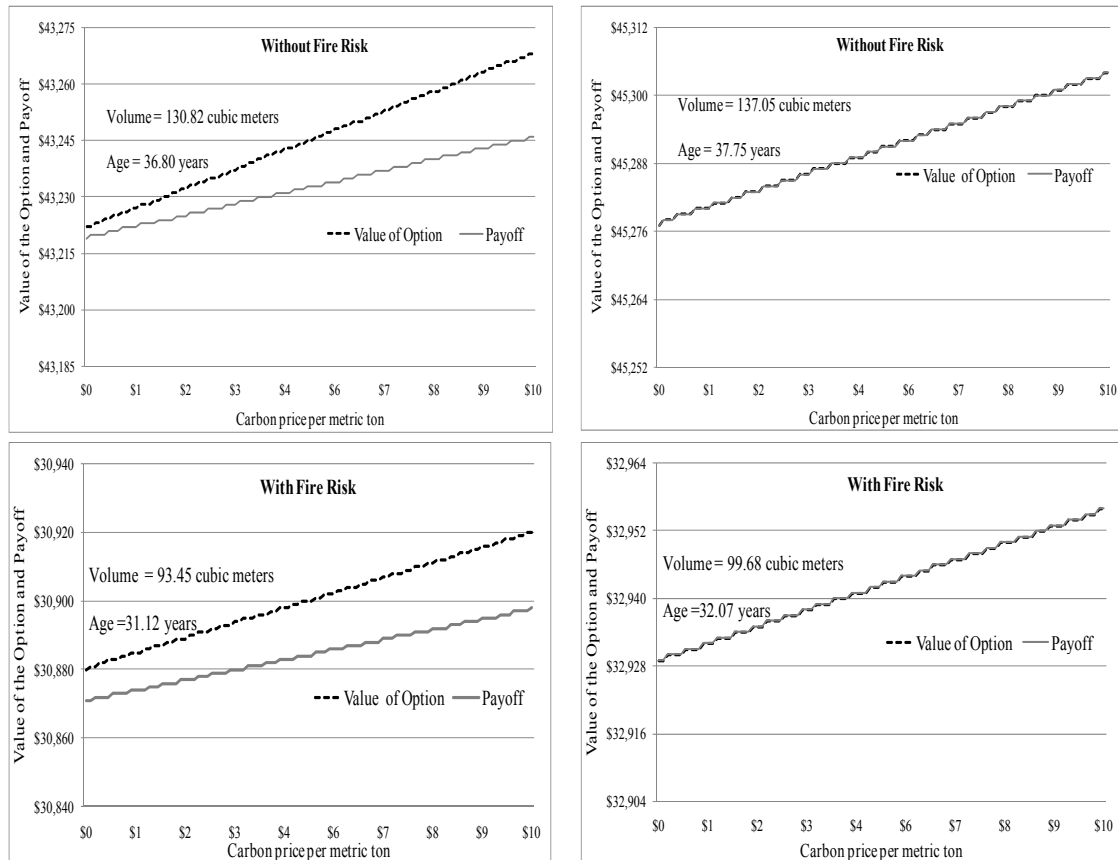 Without Fire Risk
Value of the Option and Payoff
$43,275
$43,260
$43,245
$43,230
$43,215
$43,200
$43,185
Volume = 130.82 cubic meters
Age = 36.80 years
Value of Option Payoff
$0 $1 $2 $3 $4 $5 $6 $7 $8 $9 $10
Carbon price per metric ton
Without Fire Risk
Value of the Option and Payoff
$45,312
$45,300
$45,288
$45,276
$45,264
$45,252
Volume = 137.05 cubic meters
Age = 37.75 years
Value of Option Payoff
$0 $1 $2 $3 $4 $5 $6 $7 $8 $9 $10
Carbon price per metric ton
With Fire Risk
Value of the Option and Payoff
$30,940
$30,920
$30,900
$30,880
$30,860
$30,840
Volume = 93.45 cubic meters
Age =31.12 years
Value of Option Payoff
$0 $1 $2 $3 $4 $5 $6 $7 $8 $9 $10
Carbon price per metric ton
With Fire Risk
Value of the Option and Payoff
$32,964
$32,952
$32,940
$32,928
$32,916
$32,904
Volume = 99.68 cubic meters
Age =32.07 years
Value of Option Payoff
$0 $1 $2 $3 $4 $5 $6 $7 $8 $9 $10
Carbon price per metric ton